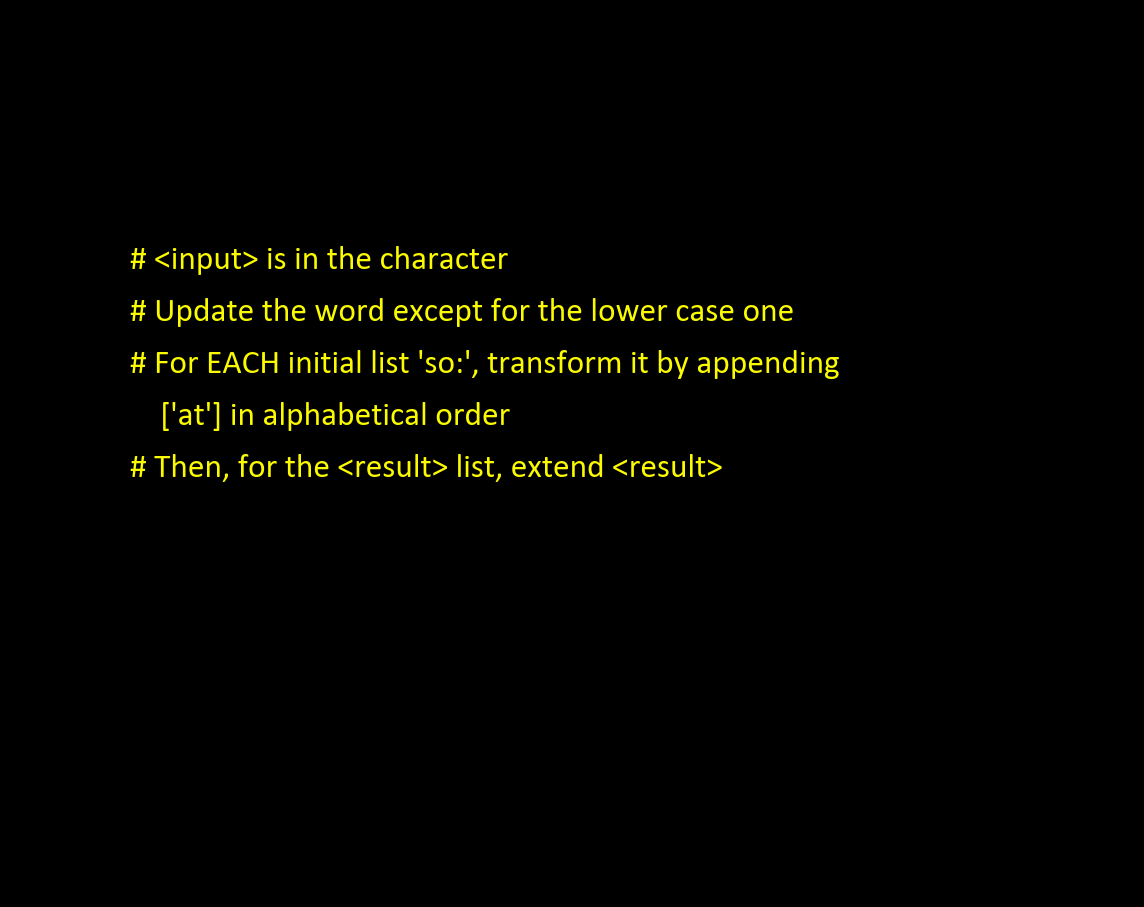 # <input> is in the character
# Update the word except for the lower case one
# For EACH initial list 'so:', transform it by appending
['at'] in alphabetical order
# Then, for the <result> list, extend <result>